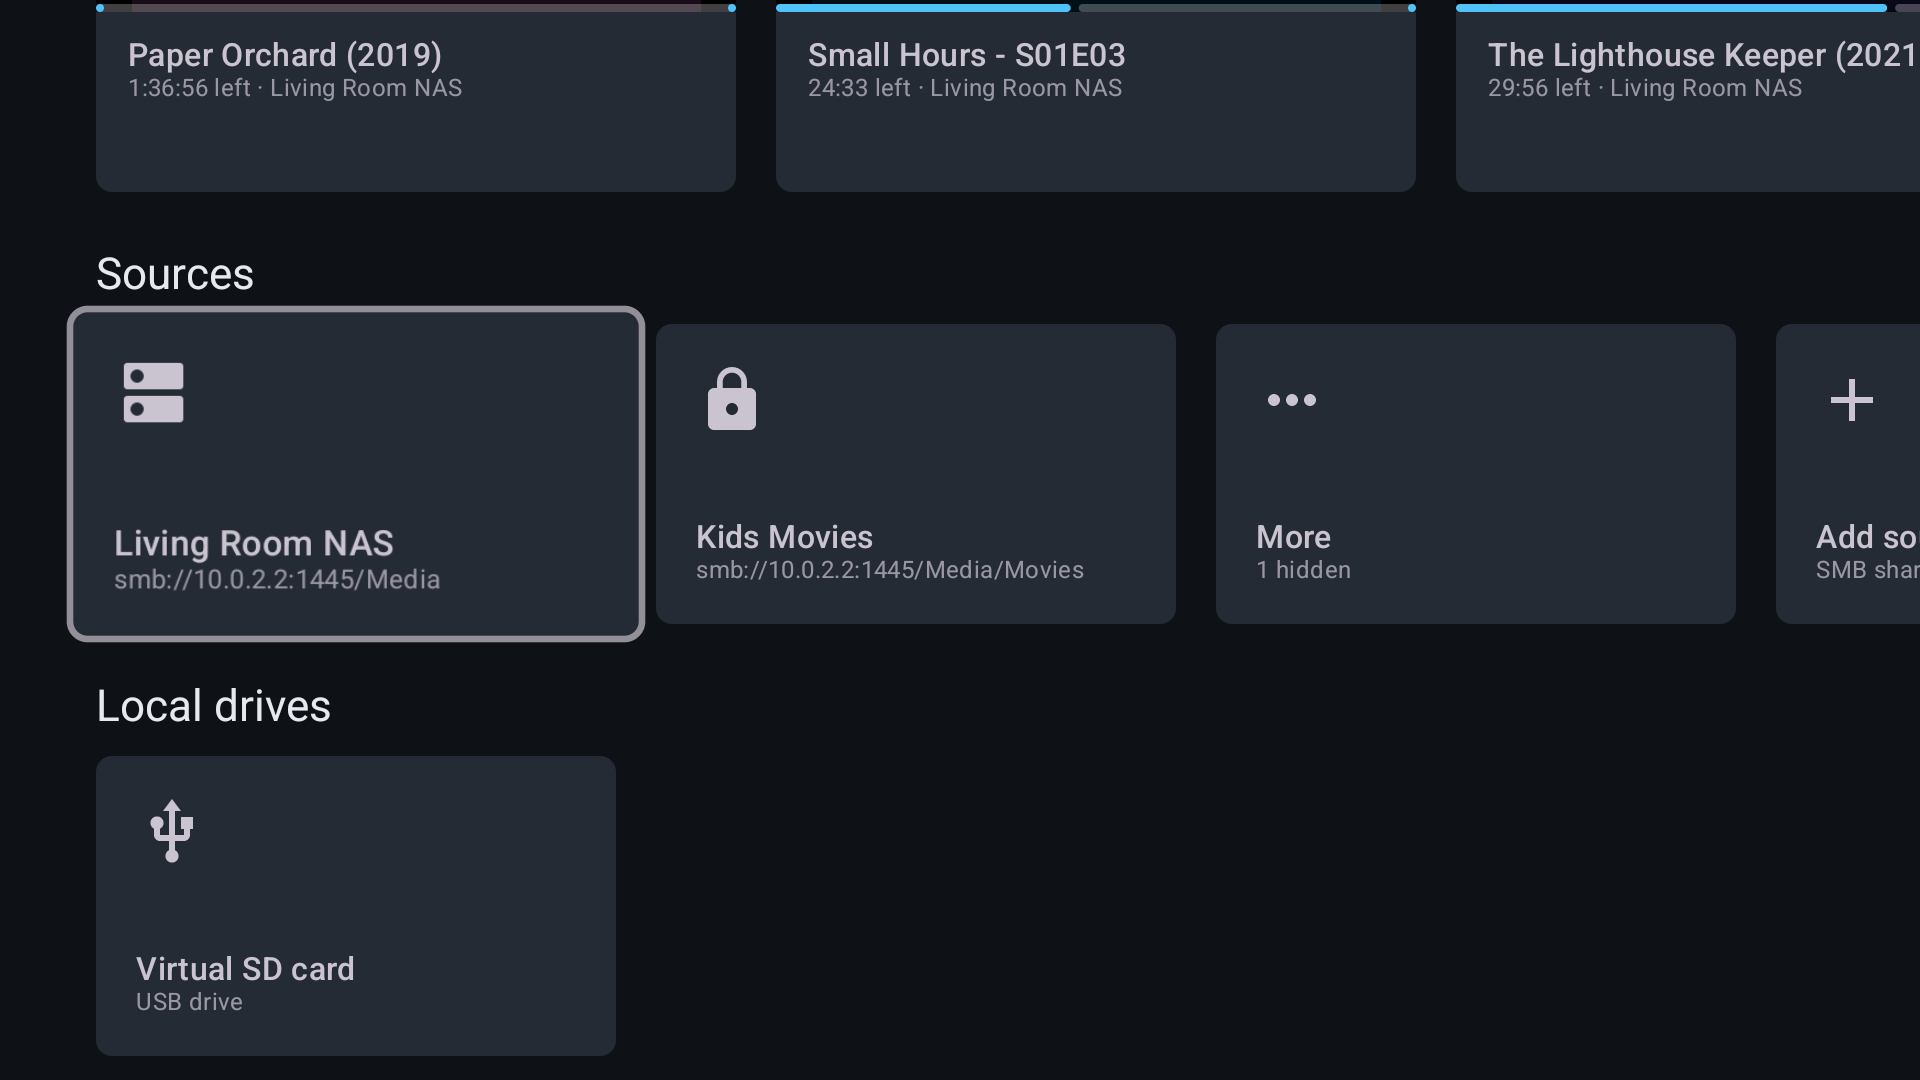 Paper Orchard (2019)
1:36:56 left · Living Room NAS
Small Hours - S01E03
24:33 left · Living Room NAS
The Lighthouse Keeper (2021
29:56 left · Living Room NAS
Sources
Living Room NAS
smb://10.0.2.2:1445/Media
Kids Movies
smb://10.0.2.2:1445/Media/Movies
More
1 hidden
Add so
SMB shar
Local drives
Virtual SD card
USB drive